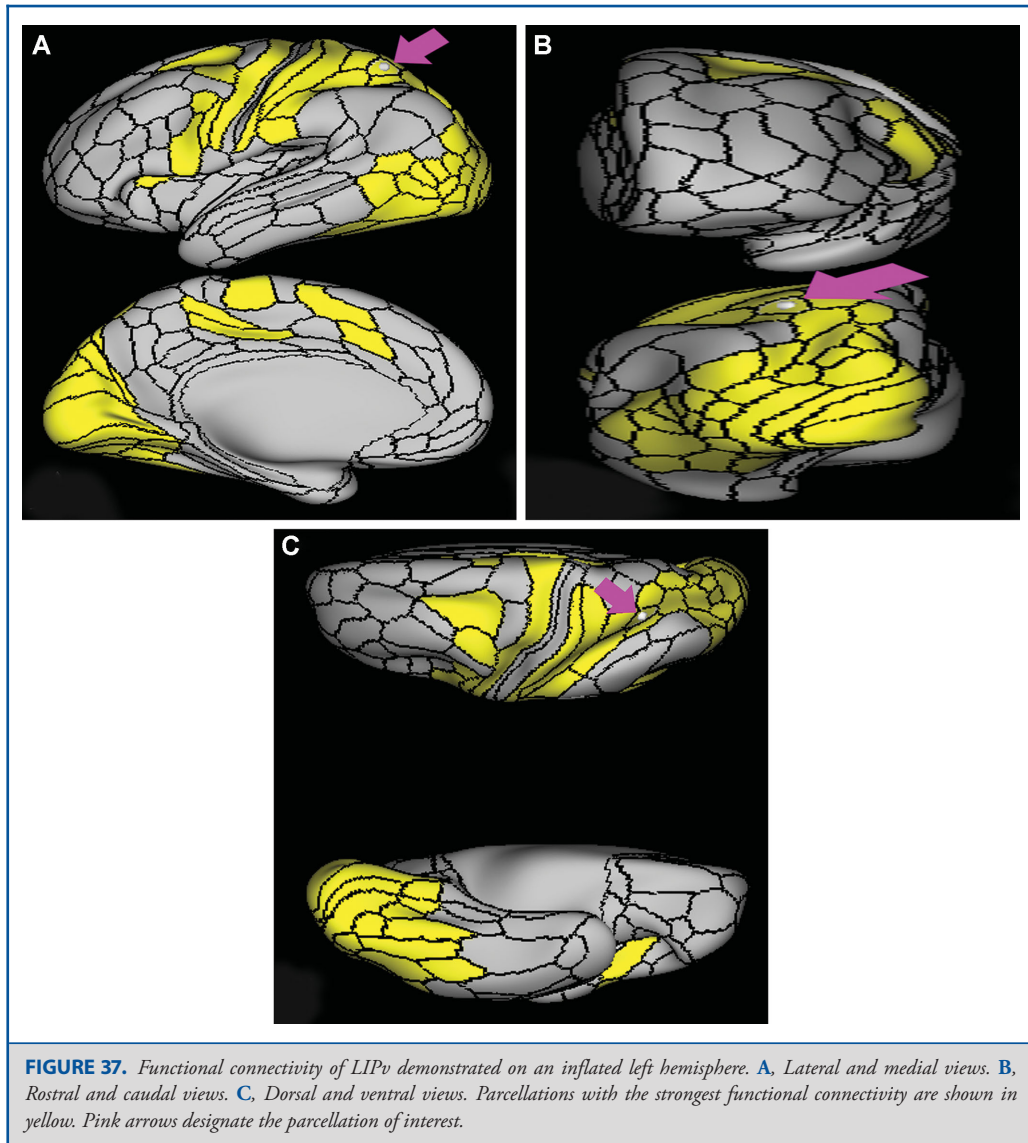 A
B
C
FIGURE 37. Functional connectivity of LIPv demonstrated on an inflated left hemisphere. A, Lateral and medial views. B,
Rostral and caudal views. C, Dorsal and ventral views. Parcellations with the strongest functional connectivity are shown in
yellow. Pink arrows designate the parcellation of interest.